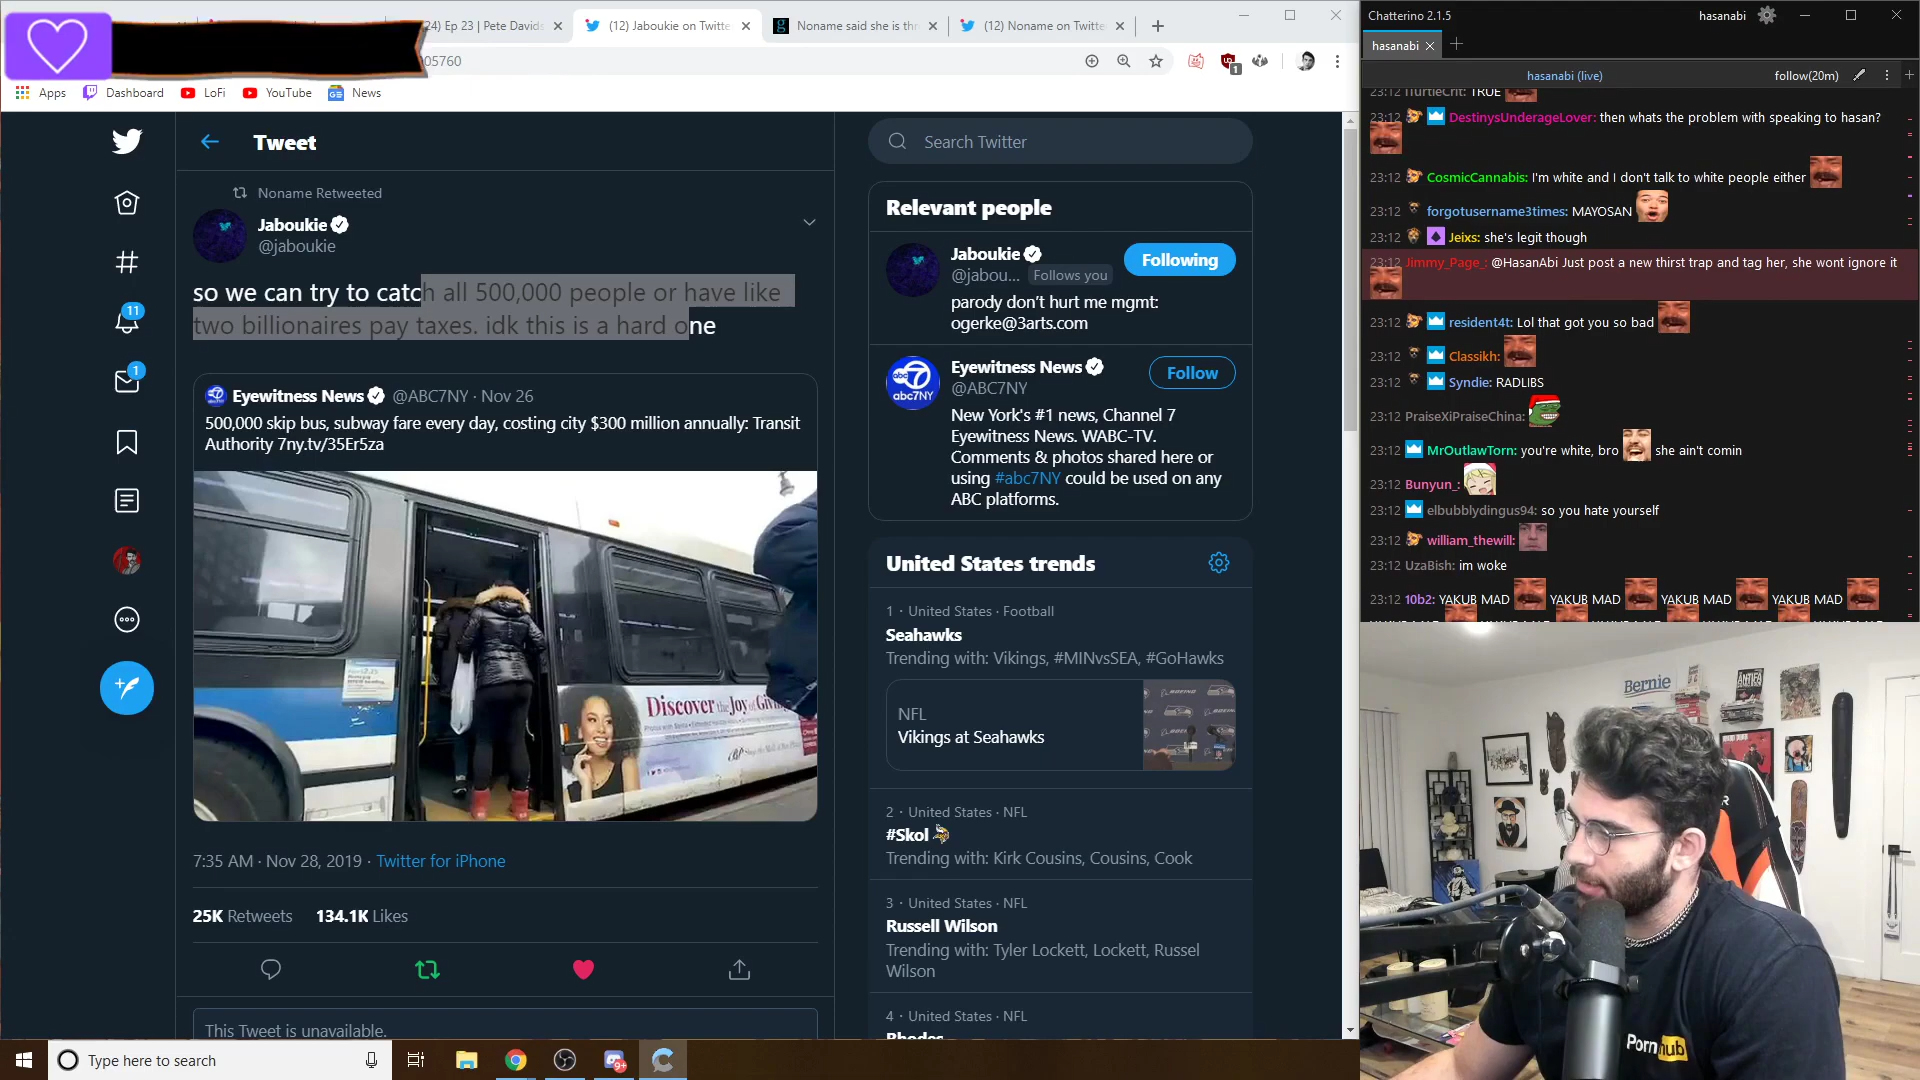 24) Ep 23 | Pete Davids
(12) Jaboukie on Twitte
Noname said she is thr
(12) Noname on Twitte
05760
Apps
Dashboard
LoFi
YouTube
News
Tweet
Noname Retweeted
Jaboukie
@jaboukie
so we can try to catch all 500,000 people or have like
two billionaires pay taxes. idk this is a hard one
Eyewitness News @ABC7NY · Nov 26
500,000 skip bus, subway fare every day, costing city $300 million annually: Transit
Authority 7ny.tv/35Er5za
Discover the Joy of
7:35 AM · Nov 28, 2019 · Twitter for iPhone
25K Retweets 134.1K Likes
This Tweet is unavailable.
11
1
Search Twitter
Relevant people
Jaboukie
@jabou... Follows you
Following
parody don't hurt me mgmt:
ogerke@3arts.com
Eyewitness News
@ABC7NY
Follow
New York's #1 news, Channel 7
Eyewitness News. WABC-TV.
Comments & photos shared here or
using #abc7NY could be used on any
ABC platforms.
United States trends
1 · United States · Football
Seahawks
Trending with: Vikings, #MINvsSEA, #GoHawks
NFL
Vikings at Seahawks
2 · United States · NFL
#Skol
Trending with: Kirk Cousins, Cousins, Cook
3 · United States · NFL
Russell Wilson
Trending with: Tyler Lockett, Lockett, Russel
Wilson
4 · United States · NFL
Rhodes
Type here to search
Chatterino 2.1.5
hasanabi
hasanabi
hasanabi (live)
follow(20m)
23:12 TRUE
23:12 DestinysUnderageLover: then whats the problem with speaking to hasan?
23:12 CosmicCannabis: I'm white and I don't talk to white people either
23:12 forgotusername3times: MAYOSAN
23:12 Jeixs: she's legit though
23:12 Jimmy_Page_: @HasanAbi Just post a new thirst trap and tag her, she wont ignore it
23:12 resident4t: Lol that got you so bad
23:12 Classikh:
23:12 Syndie: RADLIBS
23:12 PraiseXiPraiseChina:
23:12 MrOutlawTorn: you're white, bro she ain't comin
23:12 Bunyun_:
23:12 elbubblydingus94: so you hate yourself
23:12 william_thewill:
23:12 UzaBish: im woke
23:12 10b2: YAKUB MAD YAKUB MAD YAKUB MAD YAKUB MAD
Bernie
ANTIFA
Pornhub